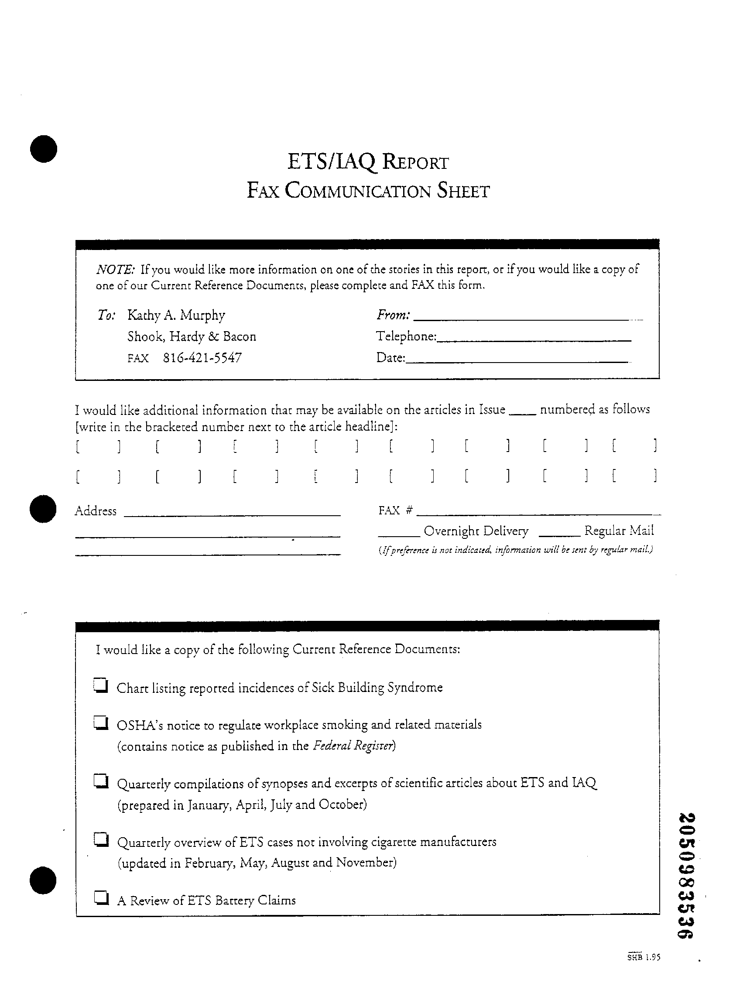 ETS/IAQ REPORT
FAX COMMUNICATION SHEET
NOTE: If you would like more information on one of the stories in this report, or if you would like a copy of
one of our Current Reference Documents, please complete and FAX this form.
To: Kathy A. Murphy
Shook, Hardy & Bacon
FAX 816-421-5547
From:
Telephone:
Date:
I would like additional information that may be available on the articles in Issue ____ numbered as follows
[write in the bracketed number next to the article headline]:
[ ] [ ] [ ] [ ] [ ] [ ] [ ] [ ]
[ ] [ ] [ ] [ ] [ ] [ ] [ ] [ ]
Address
FAX #
______ Overnight Delivery ______ Regular Mail
(If preference is not indicated, information will be sent by regular mail.)
I would like a copy of the following Current Reference Documents:
❏ Chart listing reported incidences of Sick Building Syndrome
❏ OSHA's notice to regulate workplace smoking and related materials
(contains notice as published in the Federal Register)
❏ Quarterly compilations of synopses and excerpts of scientific articles about ETS and IAQ
(prepared in January, April, July and October)
❏ Quarterly overview of ETS cases not involving cigarette manufacturers
(updated in February, May, August and November)
❏ A Review of ETS Battery Claims
2050983536
SHB 1.95